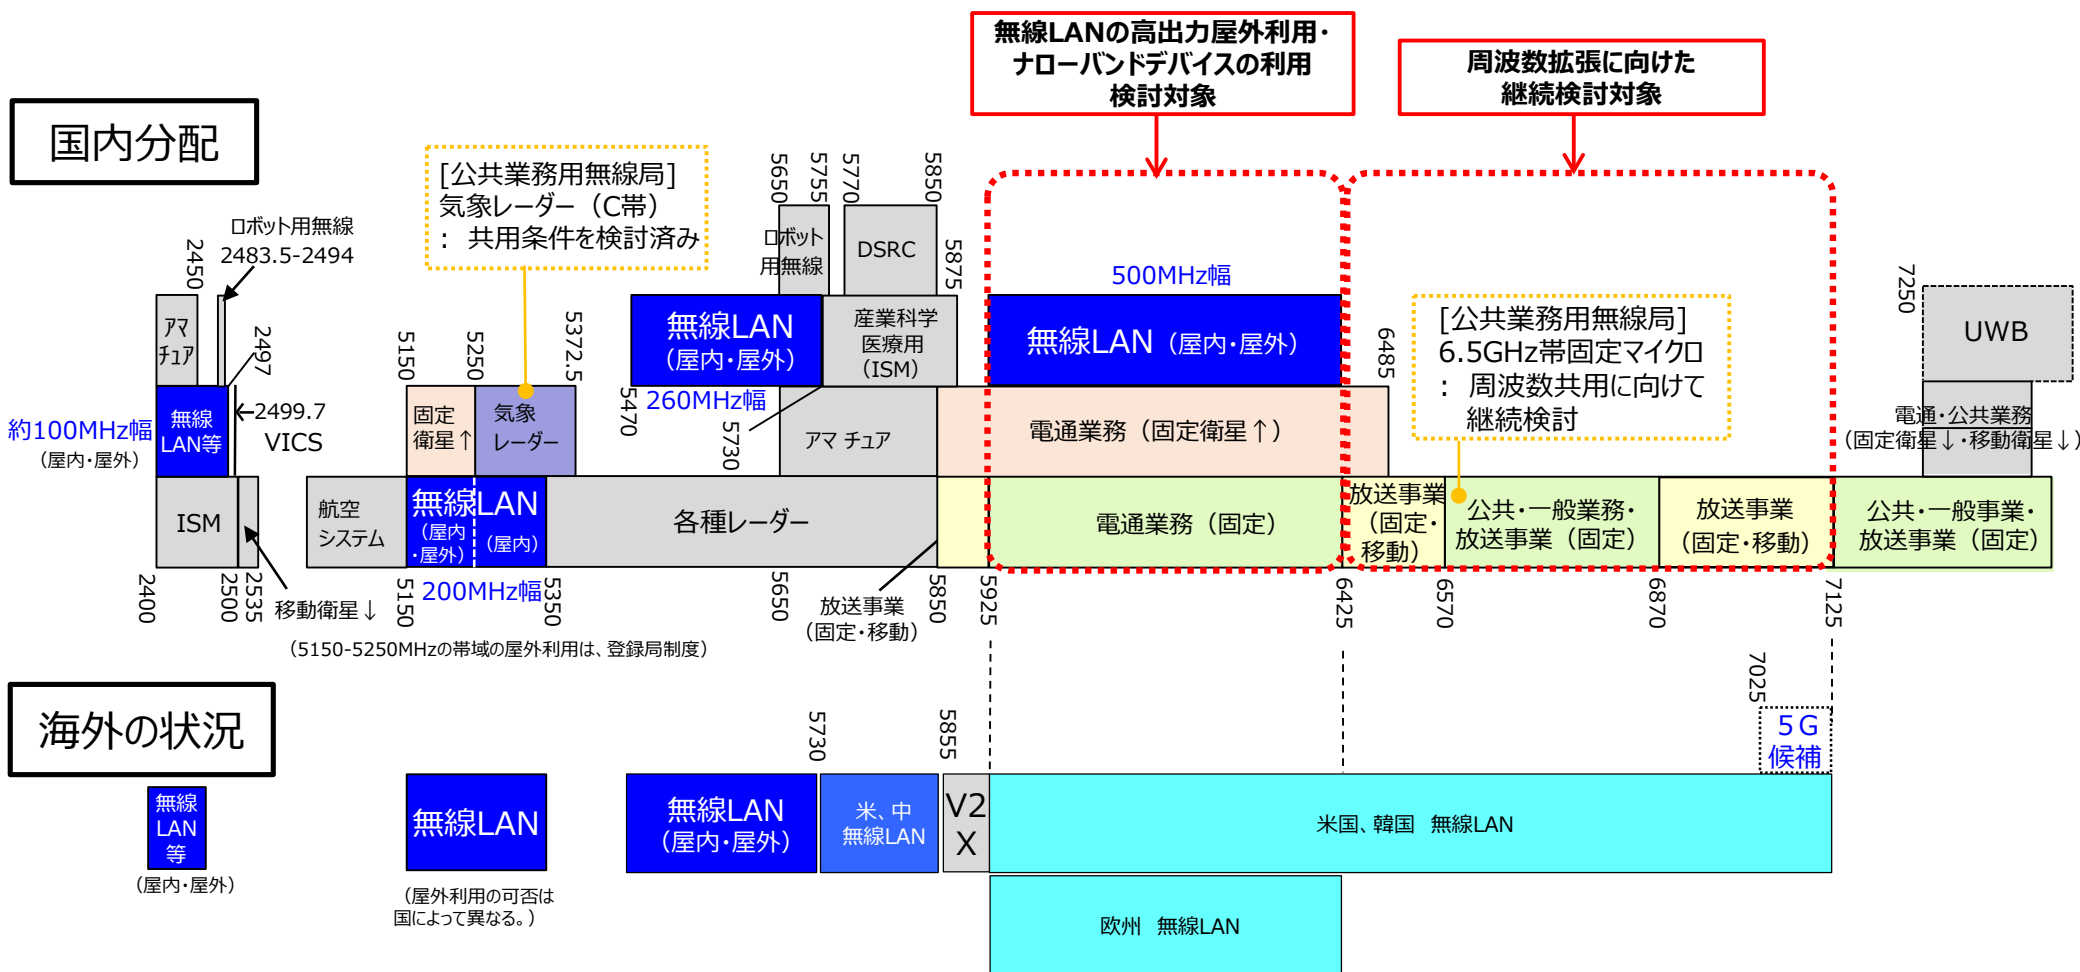 無線LANの高出力屋外利用・
ナローバンドデバイスの利用
検討対象
周波数拡張に向けた
継続検討対象
国内分配
[公共業務用無線局]
気象レーダー（C帯）
： 共用条件を検討済み
ロボット用無線
2483.5-2494
2450
2497
アマ
チュア
約100MHz幅
（屋内・屋外）
無線
LAN等
2499.7
VICS
ISM
2400
2500
2535
移動衛星↓
5150
5250
5372.5
固定
衛星↑
気象
レーダー
航空
システム
無線LAN
（屋内
・屋外）
（屋内）
5150
200MHz幅
5350
（5150-5250MHzの帯域の屋外利用は、登録局制度）
5650
5755
5770
5850
ロボット
用無線
DSRC
5875
無線LAN
（屋内・屋外）
産業科学
医療用
（ISM）
5470
260MHz幅
5730
アマチュア
各種レーダー
5650
5850
放送事業
（固定・移動）
5925
500MHz幅
無線LAN（屋内・屋外）
6485
電通業務（固定衛星↑）
電通業務（固定）
[公共業務用無線局]
6.5GHz帯固定マイクロ
： 周波数共用に向けて
継続検討
放送事業
（固定・
移動）
公共・一般業務・
放送事業（固定）
放送事業
（固定・移動）
公共・一般事業・
放送事業（固定）
6425
6570
6870
7125
7250
UWB
電通・公共業務
（固定衛星↓・移動衛星↓）
海外の状況
無線
LAN
等
（屋内・屋外）
無線LAN
（屋外利用の可否は
国によって異なる。）
無線LAN
（屋内・屋外）
5730
米、中
無線LAN
5855
V2
X
7025
5G
候補
米国、韓国 無線LAN
欧州 無線LAN